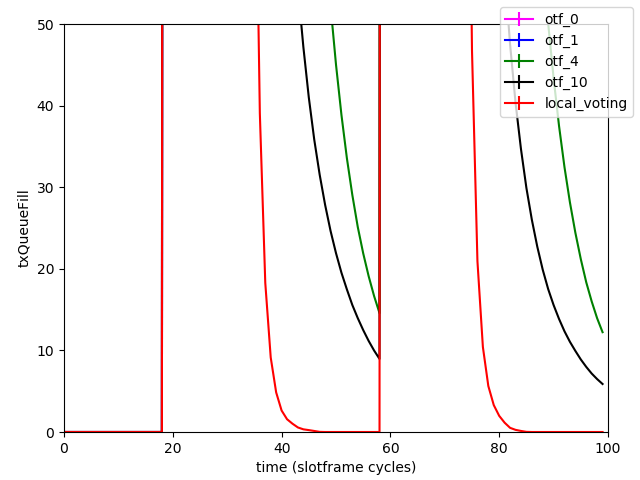 otf_0
otf_1
otf_4
otf_10
local_voting
50
40
30
20
10
0
txQueueFill
0 20 40 60 80 100
time (slotframe cycles)